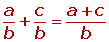 a/b + c/b = (a + c)/b